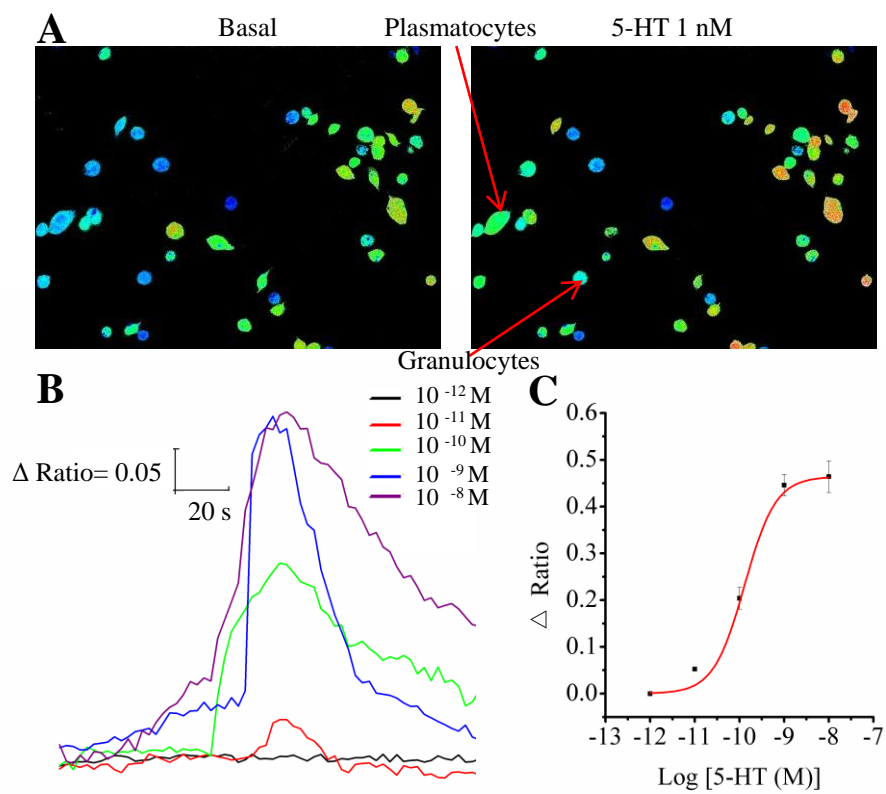 A
Basal
Plasmatocytes
5-HT 1 nM
Granulocytes
B
10 -12 M
10 -11 M
10 -10 M
10 -9 M
10 -8 M
Δ Ratio= 0.05
20 s
C
△ Ratio
0.6
0.5
0.4
0.3
0.2
0.1
0.0
-13 -12 -11 -10 -9 -8 -7
Log [5-HT (M)]